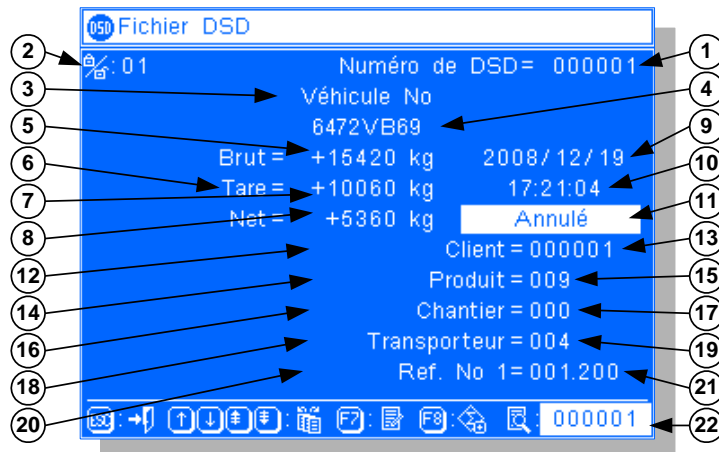 DSD Fichier DSD
2 : 01 Numéro de DSD= 000001 1
3 Véhicule No 4
6472VB69
5 Brut= +15420 kg 2008/12/19 9
6 Tare= +10060 kg 17:21:04 10
7
8 Net= +5360 kg Annulé 11
12 Client=000001 13
14 Produit=009 15
16 Chantier=000 17
18 Transporteur=004 19
20 Ref. No 1=001.200 21
ESC: F7: F8: : 000001 22